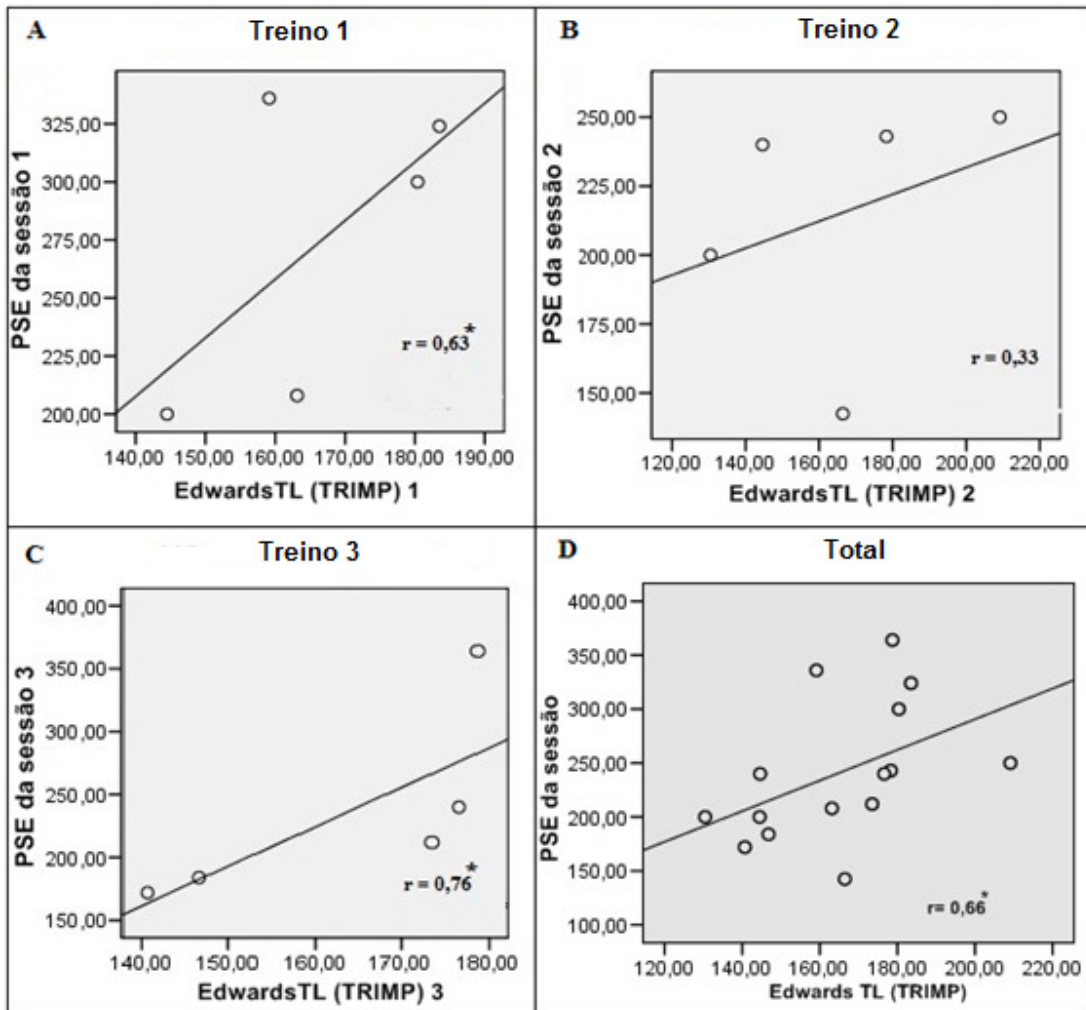 A
Treino 1
PSE da sessão 1
325,00
300,00
275,00
250,00
225,00
200,00
r = 0,63*
140,00 150,00 160,00 170,00 180,00 190,00
EdwardsTL (TRIMP) 1
B
Treino 2
PSE da sessão 2
250,00
225,00
200,00
175,00
150,00
r = 0,33
120,00 140,00 160,00 180,00 200,00 220,00
EdwardsTL (TRIMP) 2
C
Treino 3
PSE da sessão 3
400,00
350,00
300,00
250,00
200,00
150,00
r = 0,76*
140,00 150,00 160,00 170,00 180,00
EdwardsTL (TRIMP) 3
D
Total
PSE da sessão
400,00
350,00
300,00
250,00
200,00
150,00
100,00
r= 0,66*
120,00 140,00 160,00 180,00 200,00 220,00
Edwards TL (TRIMP)